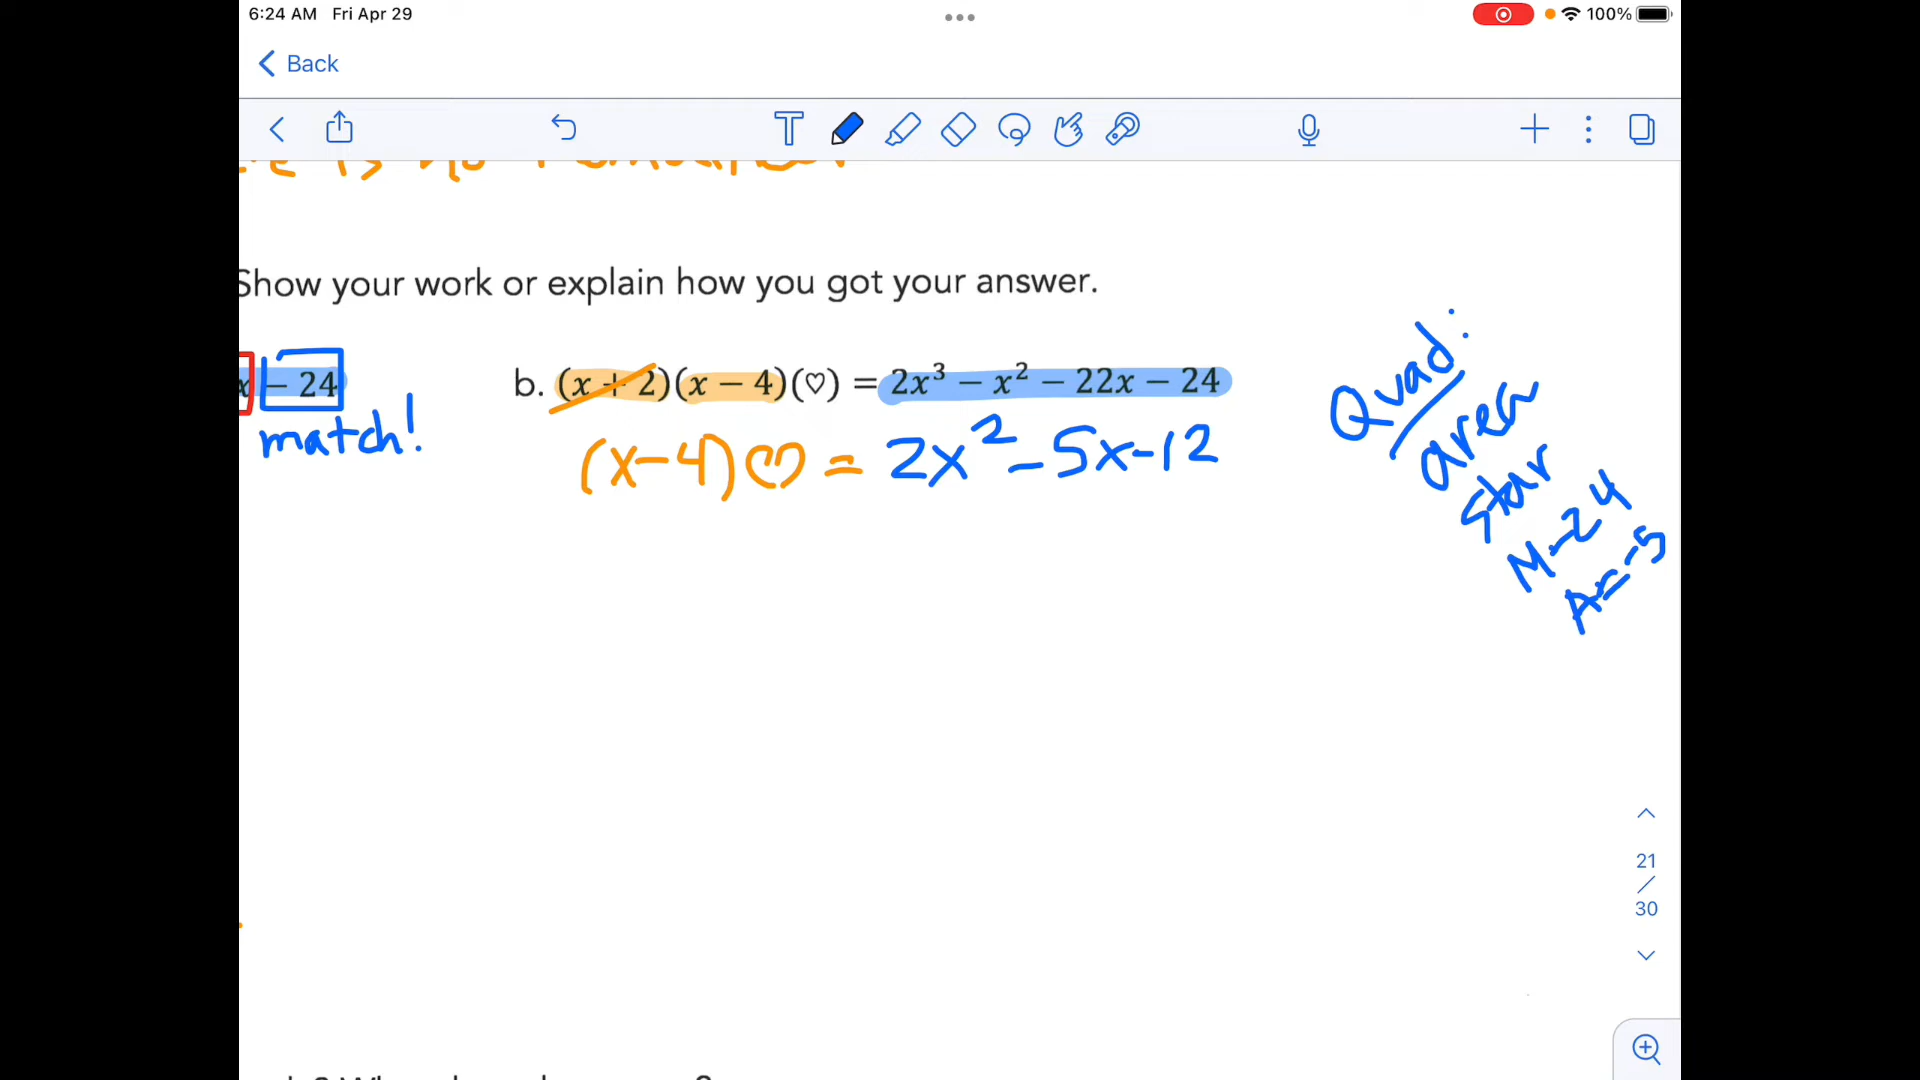 6:24 AM Fri Apr 29
100%
Back
Show your work or explain how you got your answer.
x − 24
match!
b. (x + 2)(x − 4)(♡) = 2x³ − x² − 22x − 24
(x-4)♡ = 2x²-5x-12
Quad:
area
star
M-24
A=-5
21
/
30